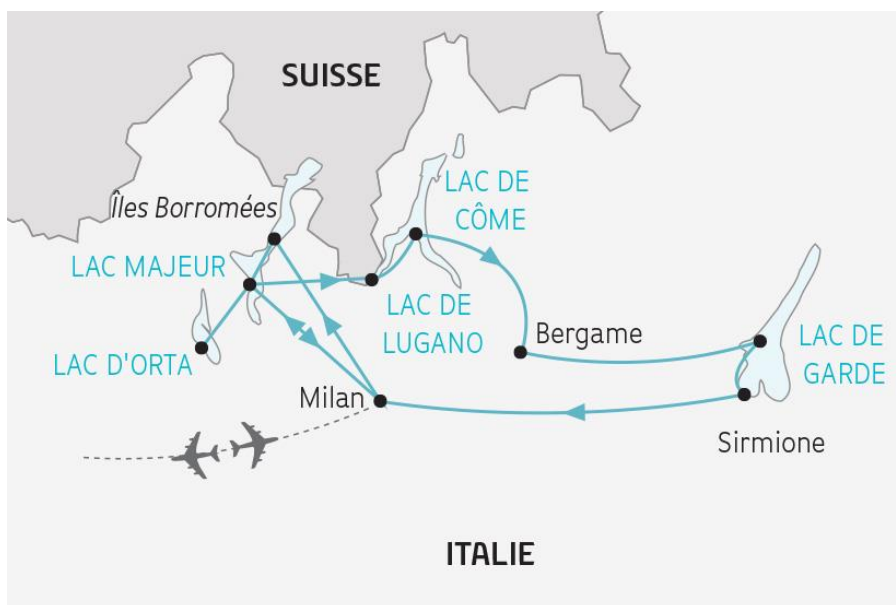 SUISSE
Îles Borromées
LAC DE
CÔME
LAC MAJEUR
LAC DE
LUGANO
Bergame
LAC DE
GARDE
LAC D'ORTA
Milan
Sirmione
ITALIE